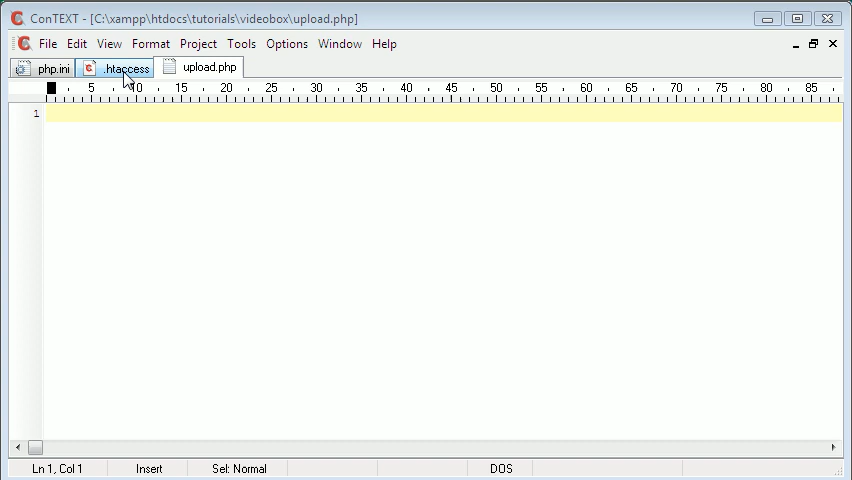 ConTEXT - [C:\xampp\htdocs\tutorials\videobox\upload.php]
File Edit View Format Project Tools Options Window Help
php.ini .htaccess upload.php
5 10 15 20 25 30 35 40 45 50 55 60 65 70 75 80 85
1
Ln 1, Col 1 Insert Sel: Normal DOS